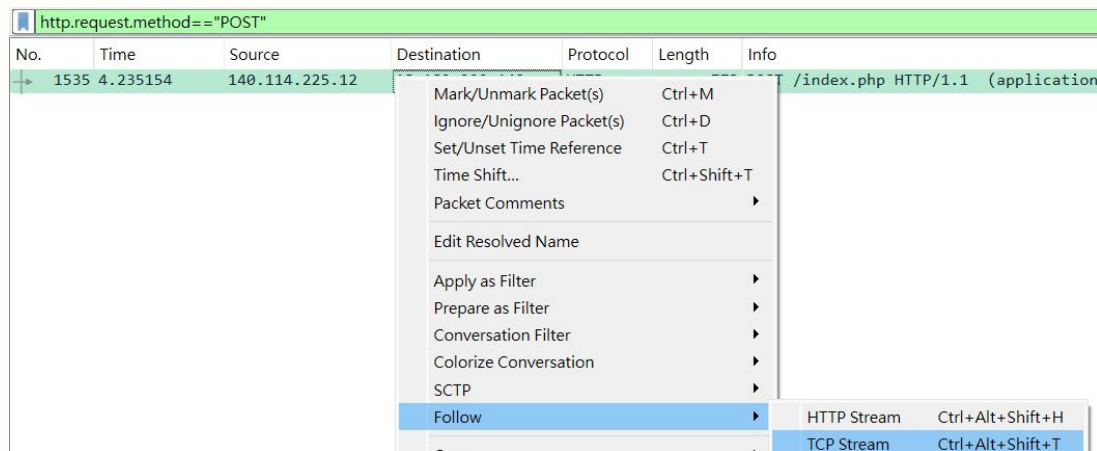 http.request.method=="POST"
No. Time Source Destination Protocol Length Info
1535 4.235154 140.114.225.12 /index.php HTTP/1.1 (application
Mark/Unmark Packet(s) Ctrl+M
Ignore/Unignore Packet(s) Ctrl+D
Set/Unset Time Reference Ctrl+T
Time Shift... Ctrl+Shift+T
Packet Comments
Edit Resolved Name
Apply as Filter
Prepare as Filter
Conversation Filter
Colorize Conversation
SCTP
Follow HTTP Stream Ctrl+Alt+Shift+H
TCP Stream Ctrl+Alt+Shift+T